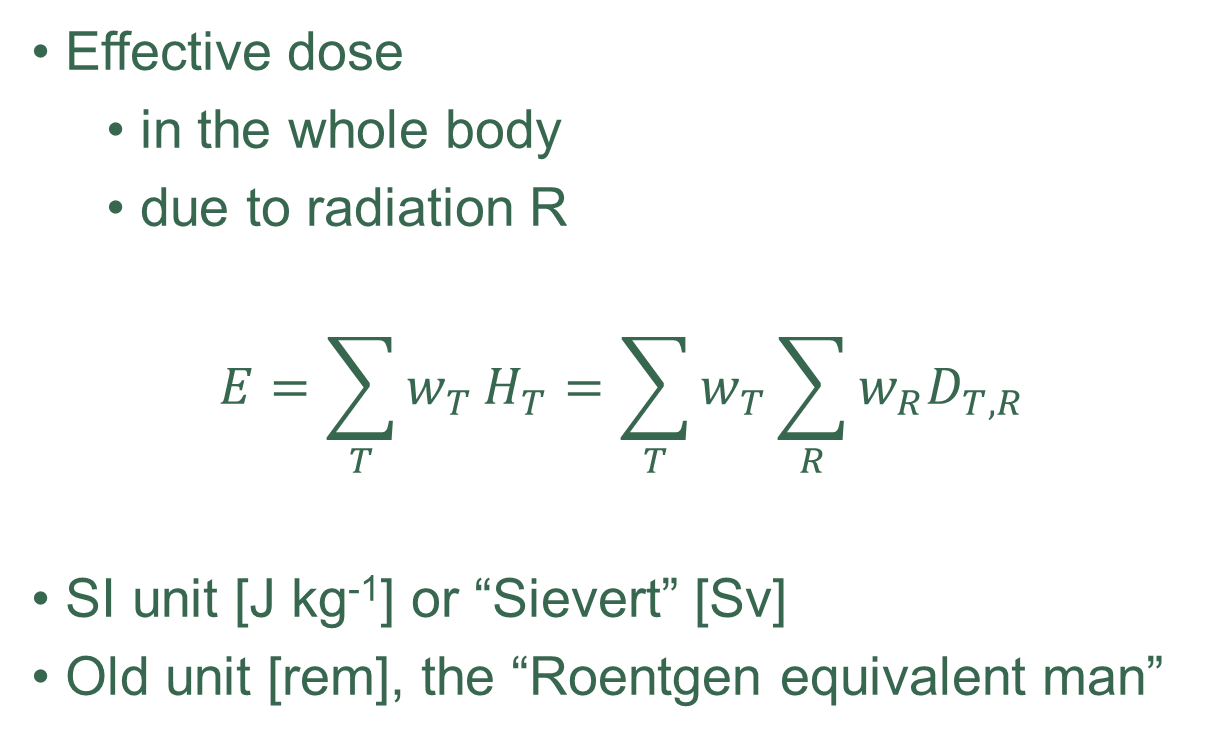 • Effective dose
• in the whole body
• due to radiation R
E = ∑_T w_T H_T = ∑_T w_T ∑_R w_R D_{T,R}
• SI unit [J kg⁻¹] or “Sievert” [Sv]
• Old unit [rem], the “Roentgen equivalent man”